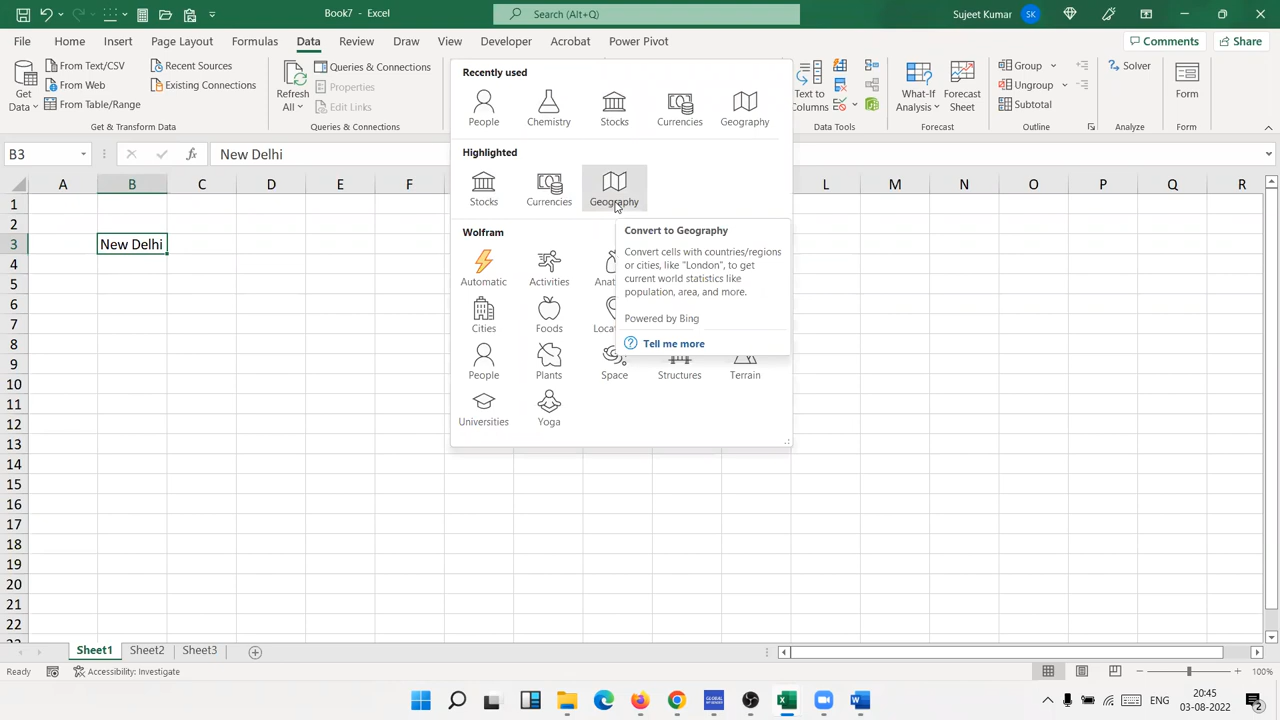 Book7 - Excel
Search (Alt+Q)
Sujeet Kumar
SK
File
Home
Insert
Page Layout
Formulas
Data
Review
Draw
View
Developer
Acrobat
Power Pivot
Comments
Share
Get
Data
From Text/CSV
From Web
From Table/Range
Recent Sources
Existing Connections
Get & Transform Data
Refresh
All
Queries & Connections
Properties
Edit Links
Queries & Connections
Recently used
People
Chemistry
Stocks
Currencies
Geography
Highlighted
Stocks
Currencies
Geography
Wolfram
Automatic
Activities
Anat
Cities
Foods
Locat
People
Plants
Space
Structures
Terrain
Universities
Yoga
Convert to Geography
Convert cells with countries/regions
or cities, like "London", to get
current world statistics like
population, area, and more.
Powered by Bing
Tell me more
Text to
Columns
Data Tools
What-If
Analysis
Forecast
Sheet
Forecast
Group
Ungroup
Subtotal
Outline
Solver
Analyze
Form
Form
B3
fx
New Delhi
A B C D E F L M N O P Q R
1
2
3 New Delhi
4
5
6
7
8
9
10
11
12
13
14
15
16
17
18
19
20
21
22
Sheet1
Sheet2
Sheet3
Ready
Accessibility: Investigate
100%
ENG
20:45
03-08-2022
2